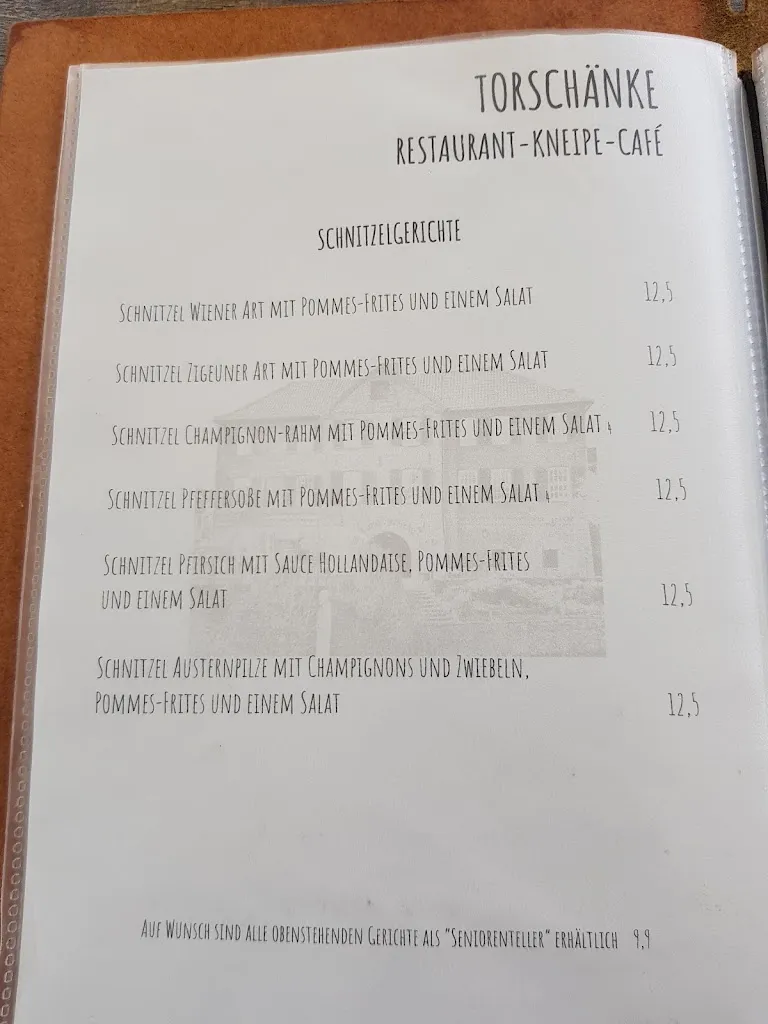 TORSCHÄNKE
RESTAURANT-KNEIPE-CAFÉ
SCHNITZELGERICHTE
SCHNITZEL WIENER ART MIT POMMES-FRITES UND EINEM SALAT 12,5
SCHNITZEL ZIGEUNER ART MIT POMMES-FRITES UND EINEM SALAT 12,5
SCHNITZEL CHAMPIGNON-RAHM MIT POMMES-FRITES UND EINEM SALAT 4 12,5
SCHNITZEL PFEFFERSOßE MIT POMMES-FRITES UND EINEM SALAT 4 12,5
SCHNITZEL PFIRSICH MIT SAUCE HOLLANDAISE, POMMES-FRITES
UND EINEM SALAT 12,5
SCHNITZEL AUSTERNPILZE MIT CHAMPIGNONS UND ZWIEBELN,
POMMES-FRITES UND EINEM SALAT 12,5
AUF WUNSCH SIND ALLE OBENSTEHENDEN GERICHTE ALS "SENIORENTELLER" ERHÄLTLICH 9,9